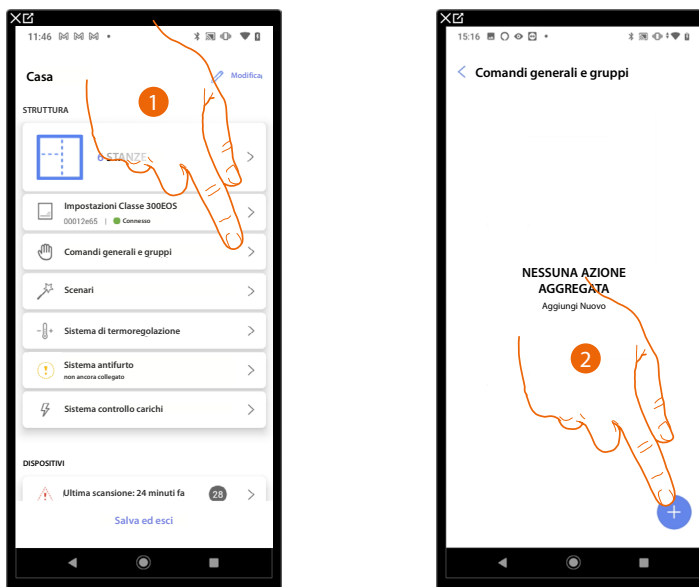 11:46
Casa
Modifica
STRUTTURA
1
6 STANZE
Impostazioni Classe 300EOS
00012e65 | Connesso
Comandi generali e gruppi
Scenari
Sistema di termoregolazione
Sistema antifurto
non ancora collegato
Sistema controllo carichi
DISPOSITIVI
Ultima scansione: 24 minuti fa
28
Salva ed esci
15:16
Comandi generali e gruppi
NESSUNA AZIONE
AGGREGATA
Aggiungi Nuovo
2